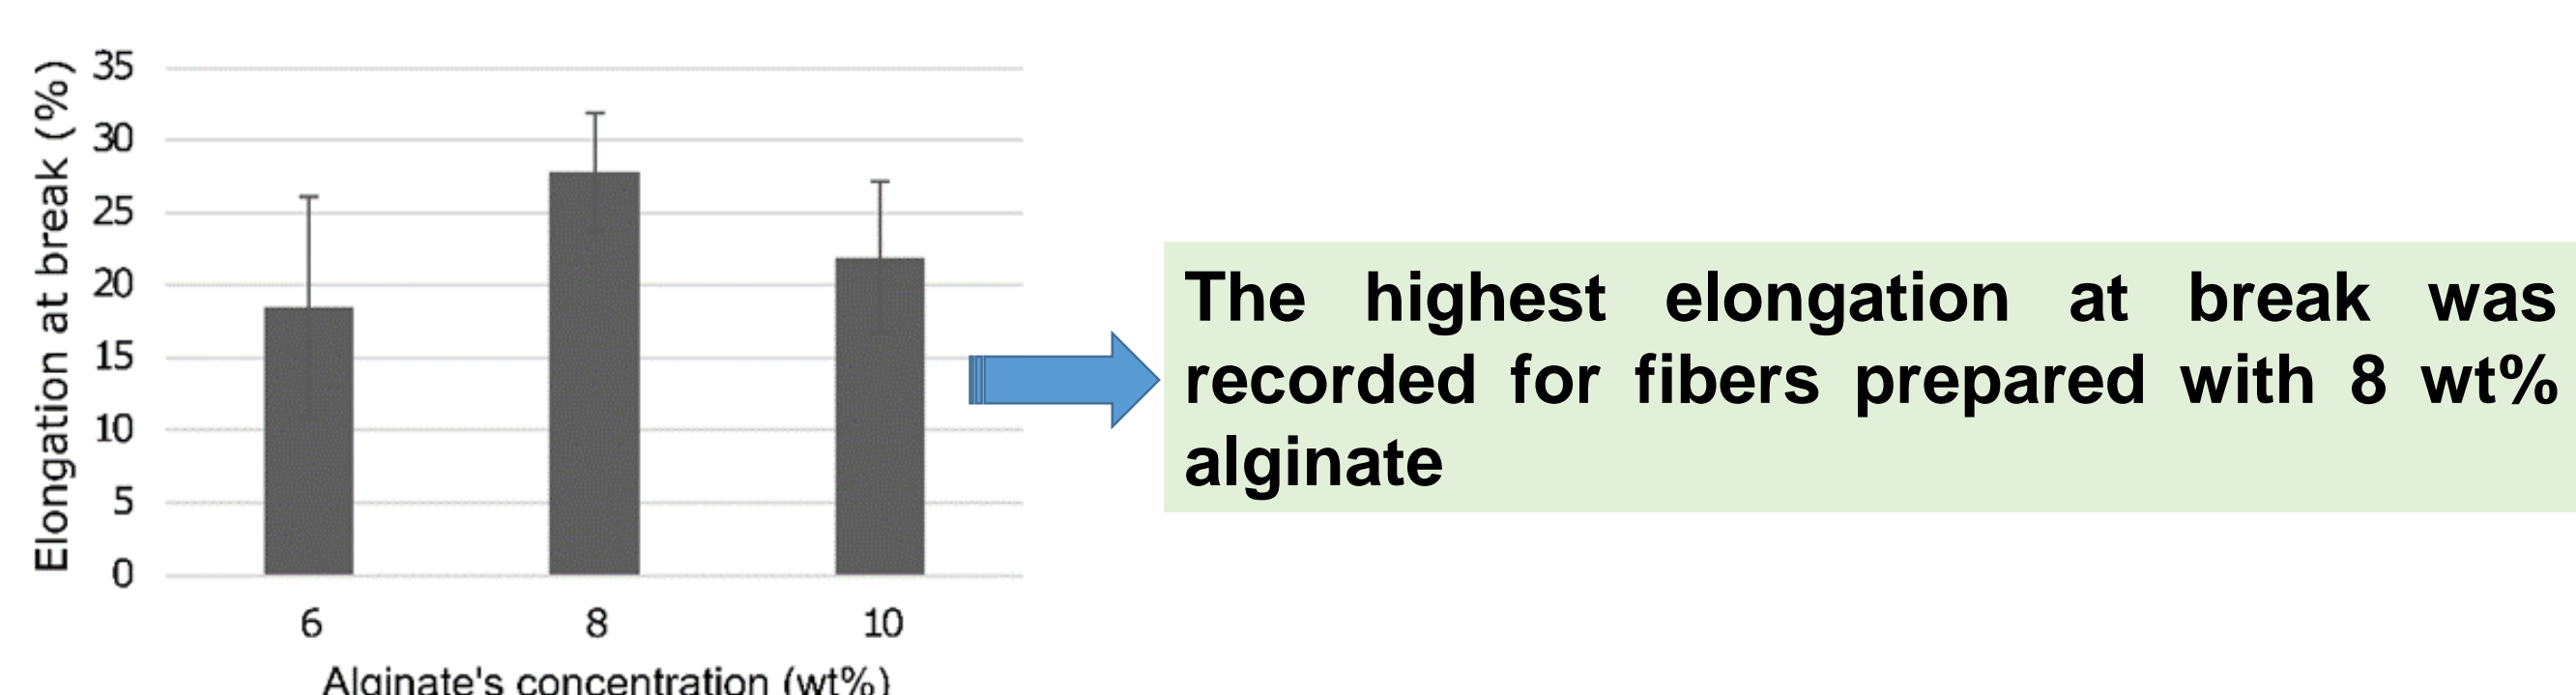 Elongation at break (%)
35
30
25
20
15
10
5
0
6 8 10
Alginate's concentration (wt%)
The highest elongation at break was
recorded for fibers prepared with 8 wt%
alginate